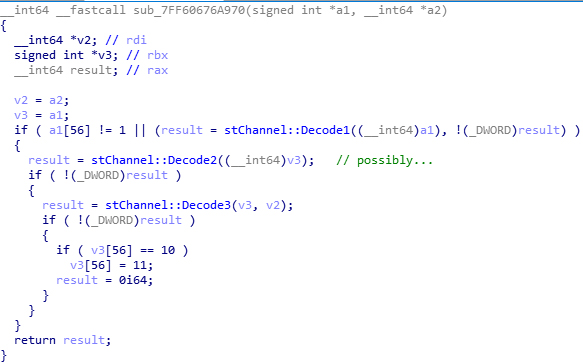 __int64 __fastcall sub_7FF60676A970(signed int *a1, __int64 *a2)
{
  __int64 *v2; // rdi
  signed int *v3; // rbx
  __int64 result; // rax

  v2 = a2;
  v3 = a1;
  if ( a1[56] != 1 || (result = stChannel::Decode1((__int64)a1), !(_DWORD)result) )
  {
    result = stChannel::Decode2((__int64)v3);   // possibly...
    if ( !(_DWORD)result )
    {
      result = stChannel::Decode3(v3, v2);
      if ( !(_DWORD)result )
      {
        if ( v3[56] == 10 )
          v3[56] = 11;
        result = 0i64;
      }
    }
  }
  return result;
}